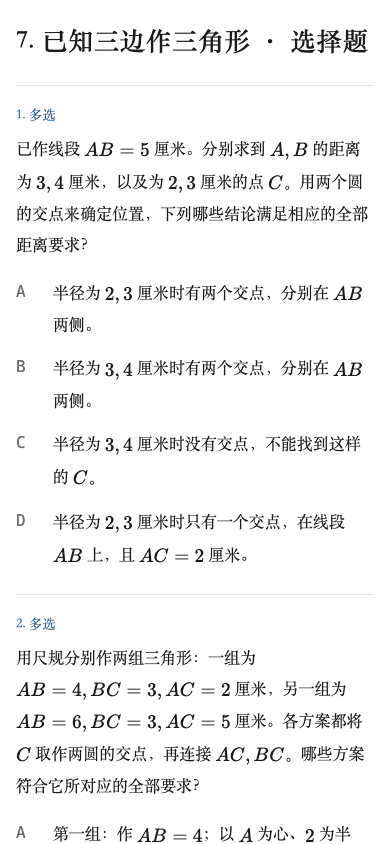 7. 已知三边作三角形 · 选择题
1. 多选
已作线段 AB = 5 厘米。分别求到 A, B 的距离
为 3, 4 厘米，以及为 2, 3 厘米的点 C。用两个圆
的交点来确定位置，下列哪些结论满足相应的全部
距离要求？
A 半径为 2, 3 厘米时有两个交点，分别在 AB
两侧。
B 半径为 3, 4 厘米时有两个交点，分别在 AB
两侧。
C 半径为 3, 4 厘米时没有交点，不能找到这样
的 C。
D 半径为 2, 3 厘米时只有一个交点，在线段
AB 上，且 AC = 2 厘米。
2. 多选
用尺规分别作两组三角形：一组为
AB = 4, BC = 3, AC = 2 厘米，另一组为
AB = 6, BC = 3, AC = 5 厘米。各方案都将
C 取作两圆的交点，再连接 AC, BC。哪些方案
符合它所对应的全部要求？
A 第一组：作 AB = 4；以 A 为心、2 为半